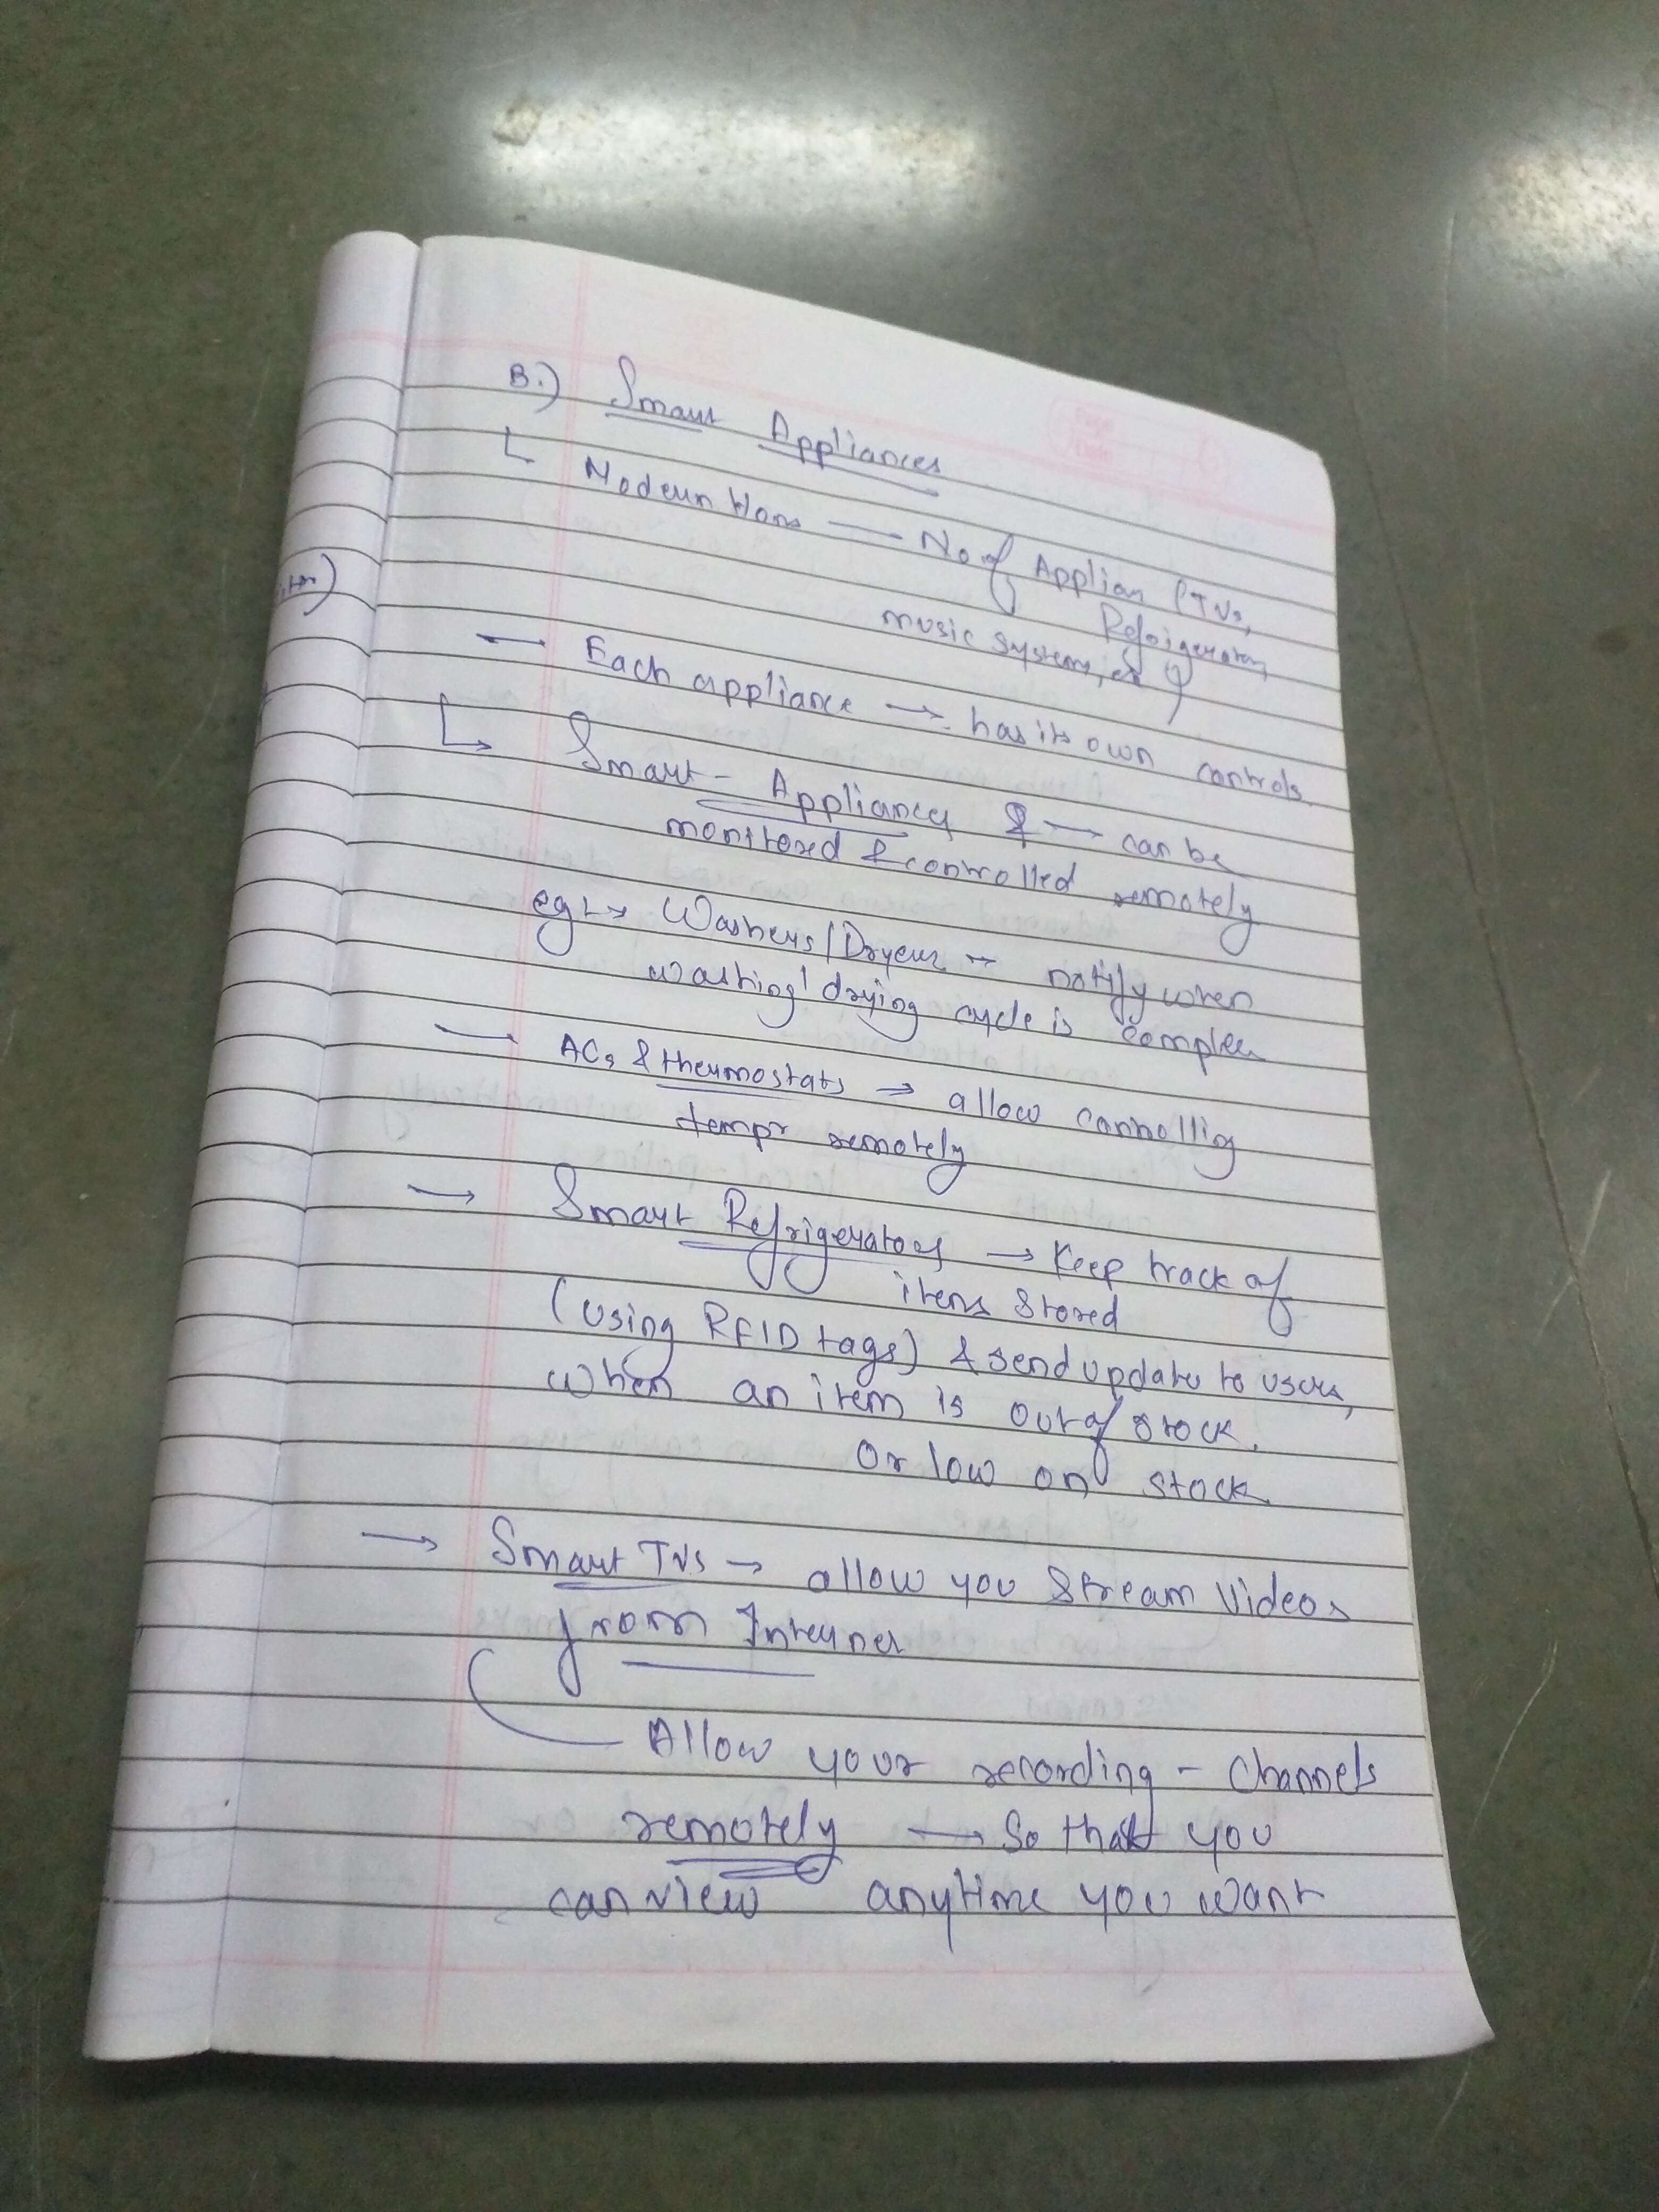 B.) Smart Appliances
Modern Hom — No of Applian (TVs,
Refrigerators,
music system, etc)
→ Each appliance → has its own controls.
↳ Smart - Appliances & → can be
monitored & controlled remotely
eg → Washers/Dryers → notify when
washing/drying cycle is complete
→ ACs & thermostats → allow controllig
tempr remotely
→ Smart Refrigerators → Keep track of
items stored
(using RFID tags) & send update to users,
when an item is out of stock.
Or low on stock.
→ Smart TVs → allow you stream videos
from Internet
Allow your recording - Channels
remotely → So that you
can view anytime you want
Page
Date